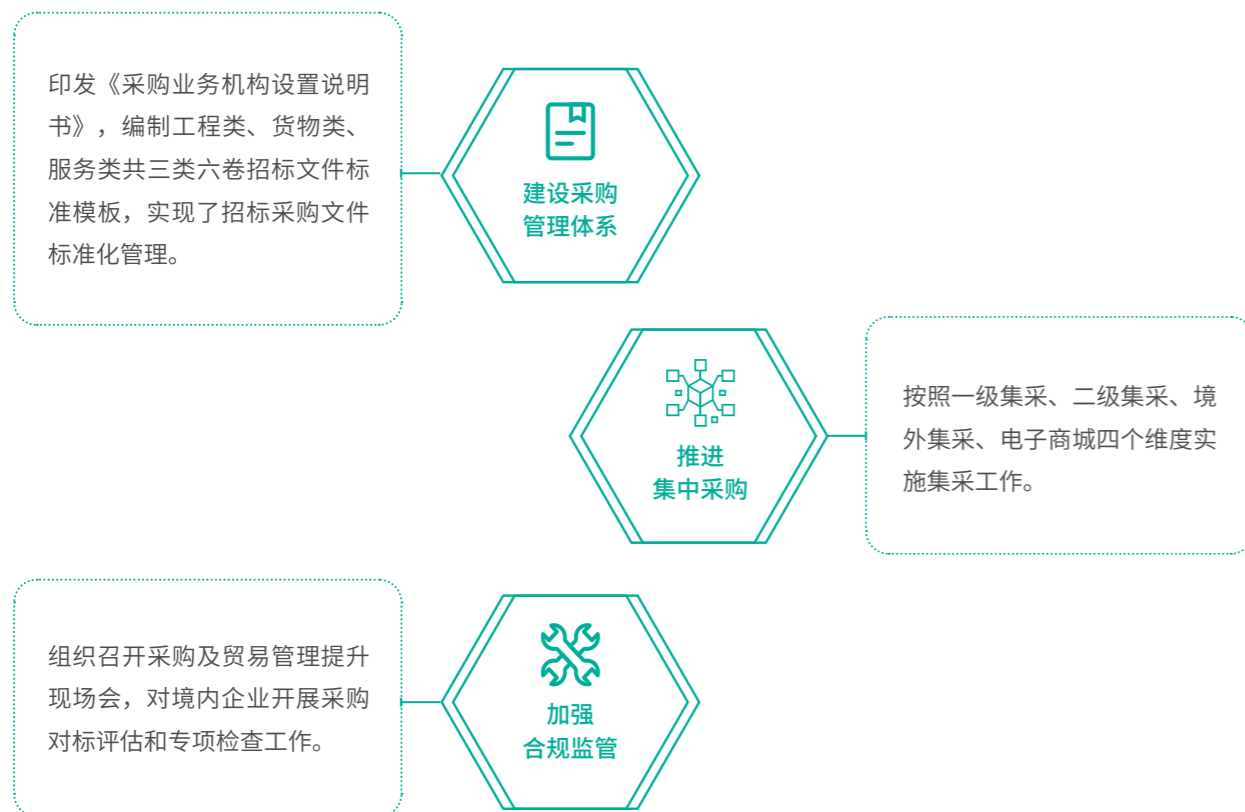 印发《采购业务机构设置说明
书》，编制工程类、货物类、
服务类共三类六卷招标文件标
准模板，实现了招标采购文件
标准化管理。
建设采购
管理体系
推进
集中采购
按照一级集采、二级集采、境
外集采、电子商城四个维度实
施集采工作。
组织召开采购及贸易管理提升
现场会，对境内企业开展采购
对标评估和专项检查工作。
加强
合规监管